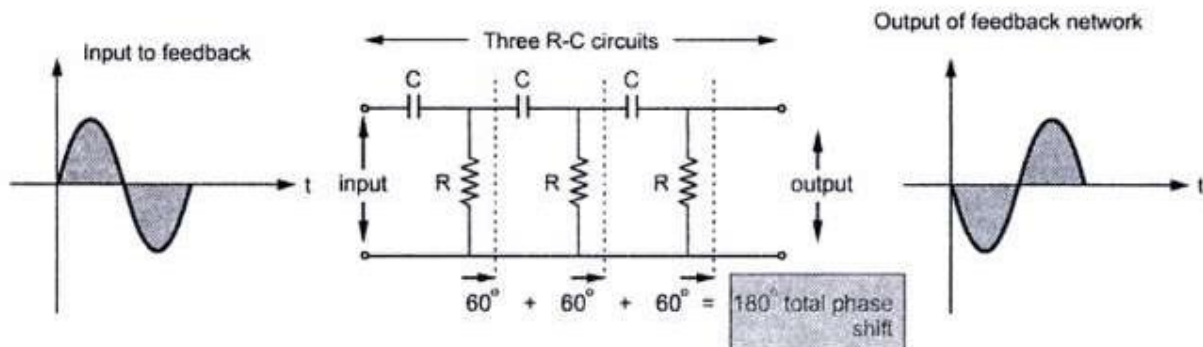 Output of feedback network
Three R-C circuits
Input to feedback
C
C
C
t
input
R
R
R
output
t
60° + 60° + 60° = 180° total phase
shift